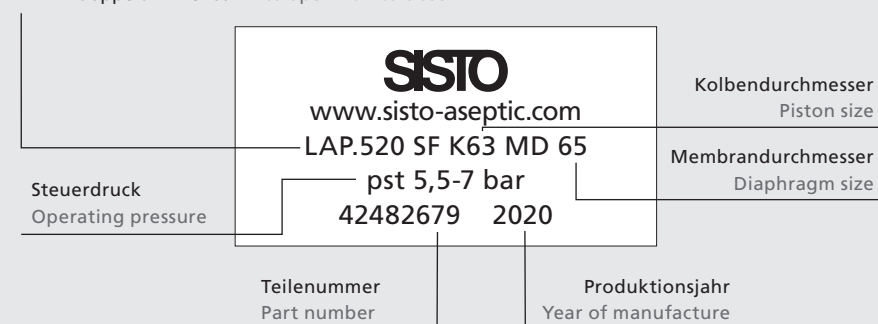 SISTO
www.sisto-aseptic.com
LAP.520 SF K63 MD 65
pst 5,5-7 bar
42482679 2020
Kolbendurchmesser
Piston size
Membrandurchmesser
Diaphragm size
Steuerdruck
Operating pressure
Teilenummer
Part number
Produktionsjahr
Year of manufacture